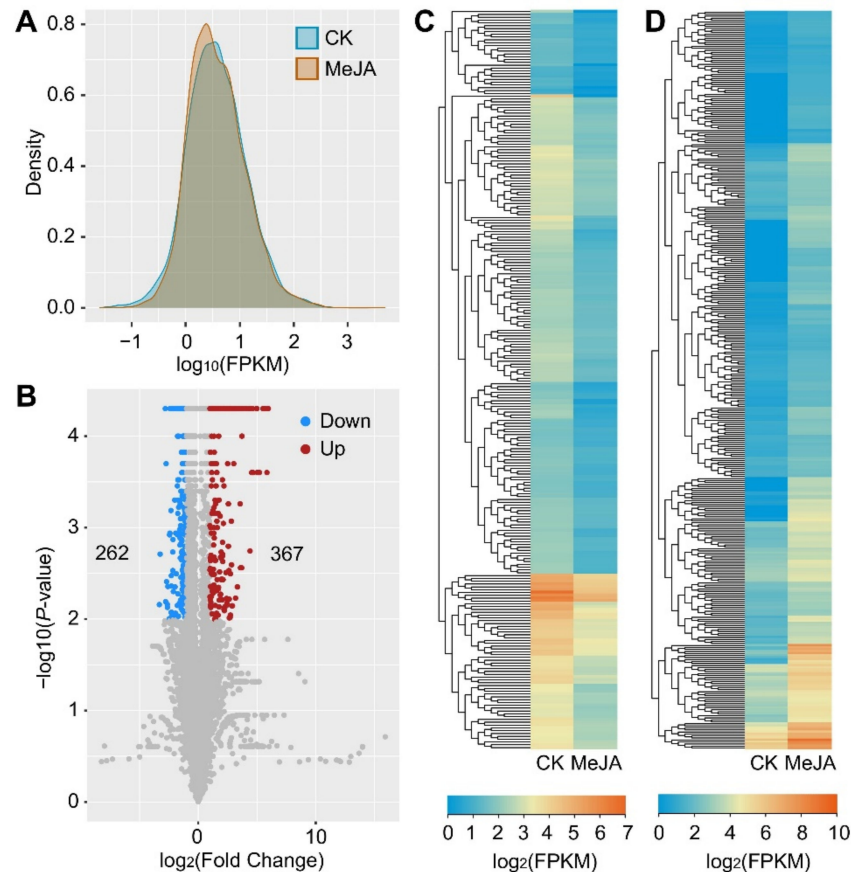 A
0.8
0.6
0.4
0.2
0.0
Density
CK
MeJA
−1 0 1 2 3
log₁₀(FPKM)
B
4
3
2
1
0
−log10(P-value)
Down
Up
262
367
0 10
log₂(Fold Change)
C
CK MeJA
0 1 2 3 4 5 6 7
log₂(FPKM)
D
CK MeJA
0 2 4 6 8 10
log₂(FPKM)